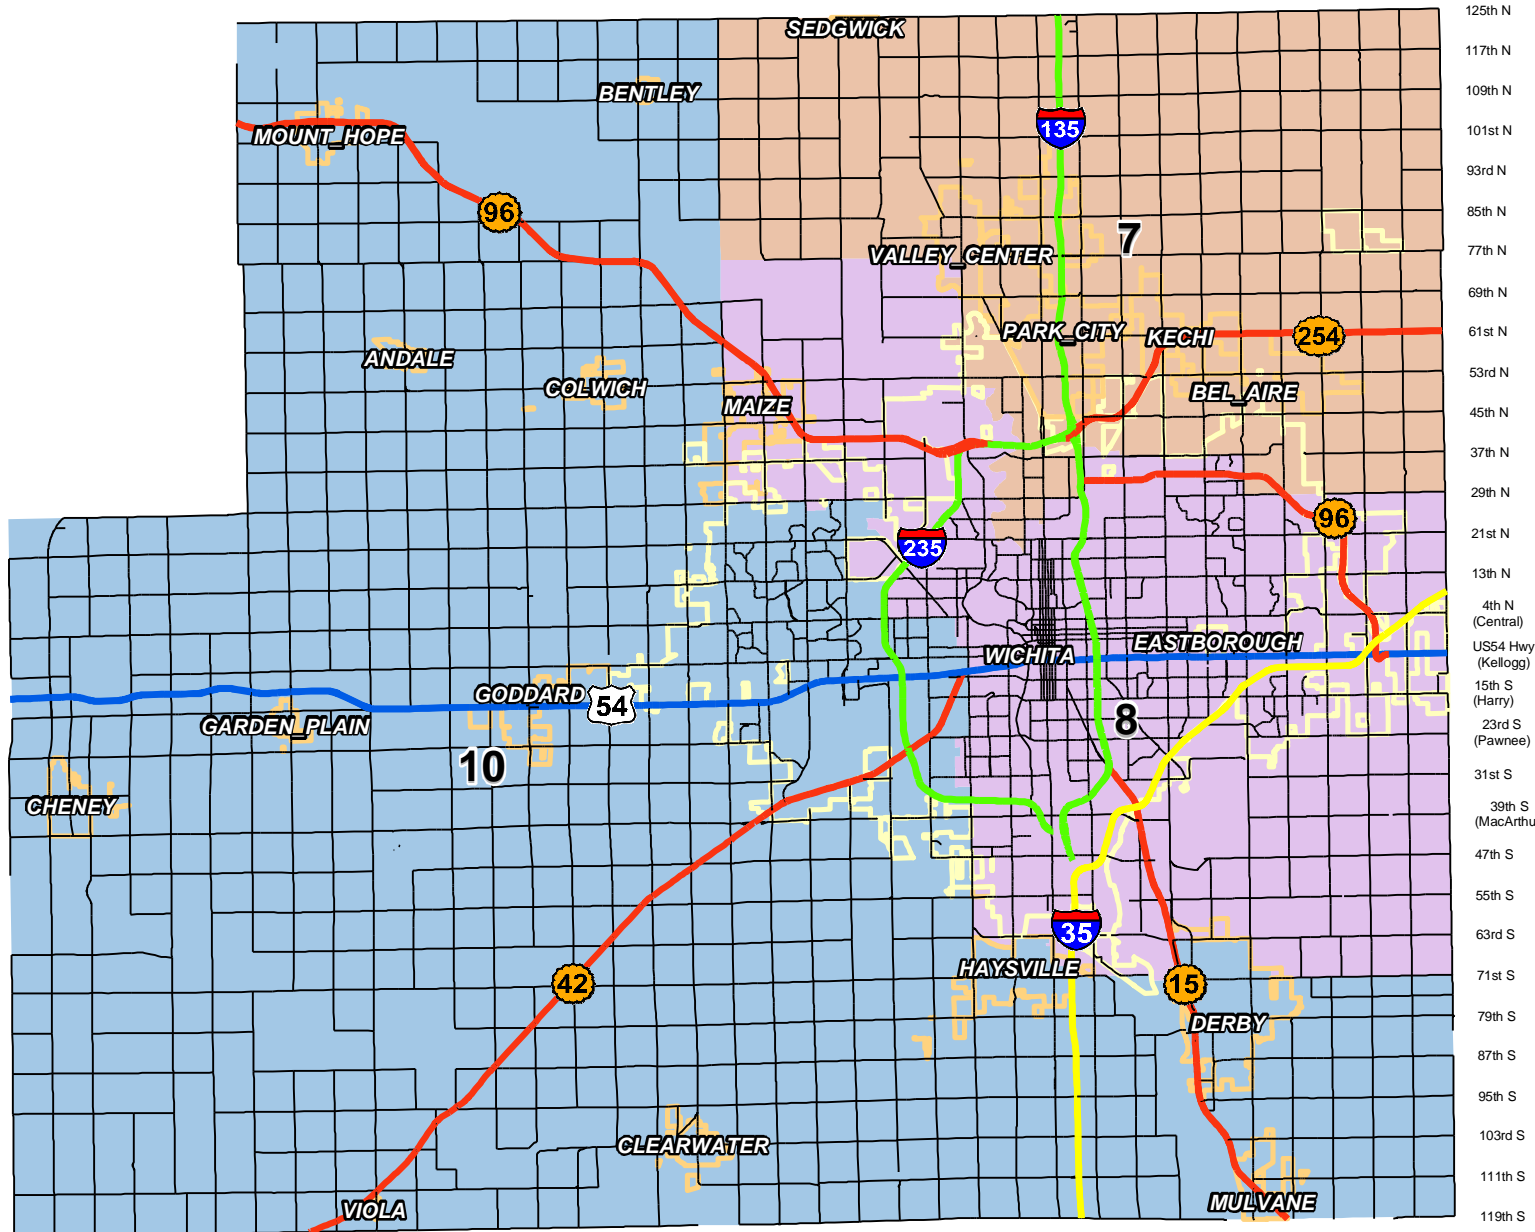 125th N
SEDGWICK
117th N
BENTLEY
109th N
135
101st N
MOUNT_HOPE
93rd N
96
85th N
7
77th N
VALLEY_CENTER
69th N
PARK_CITY
KECHI
254
61st N
ANDALE
53rd N
COLWICH
BEL_AIRE
MAIZE
45th N
37th N
29th N
96
21st N
235
13th N
4th N
(Central)
EASTBOROUGH
WICHITA
US54 Hwy
(Kellogg)
GODDARD
54
15th S
(Harry)
GARDEN_PLAIN
8
23rd S
(Pawnee)
10
31st S
CHENEY
39th S
(MacArthu
47th S
55th S
35
63rd S
HAYSVILLE
71st S
42
15
79th S
DERBY
87th S
95th S
103rd S
CLEARWATER
111th S
VIOLA
MULVANE
119th S